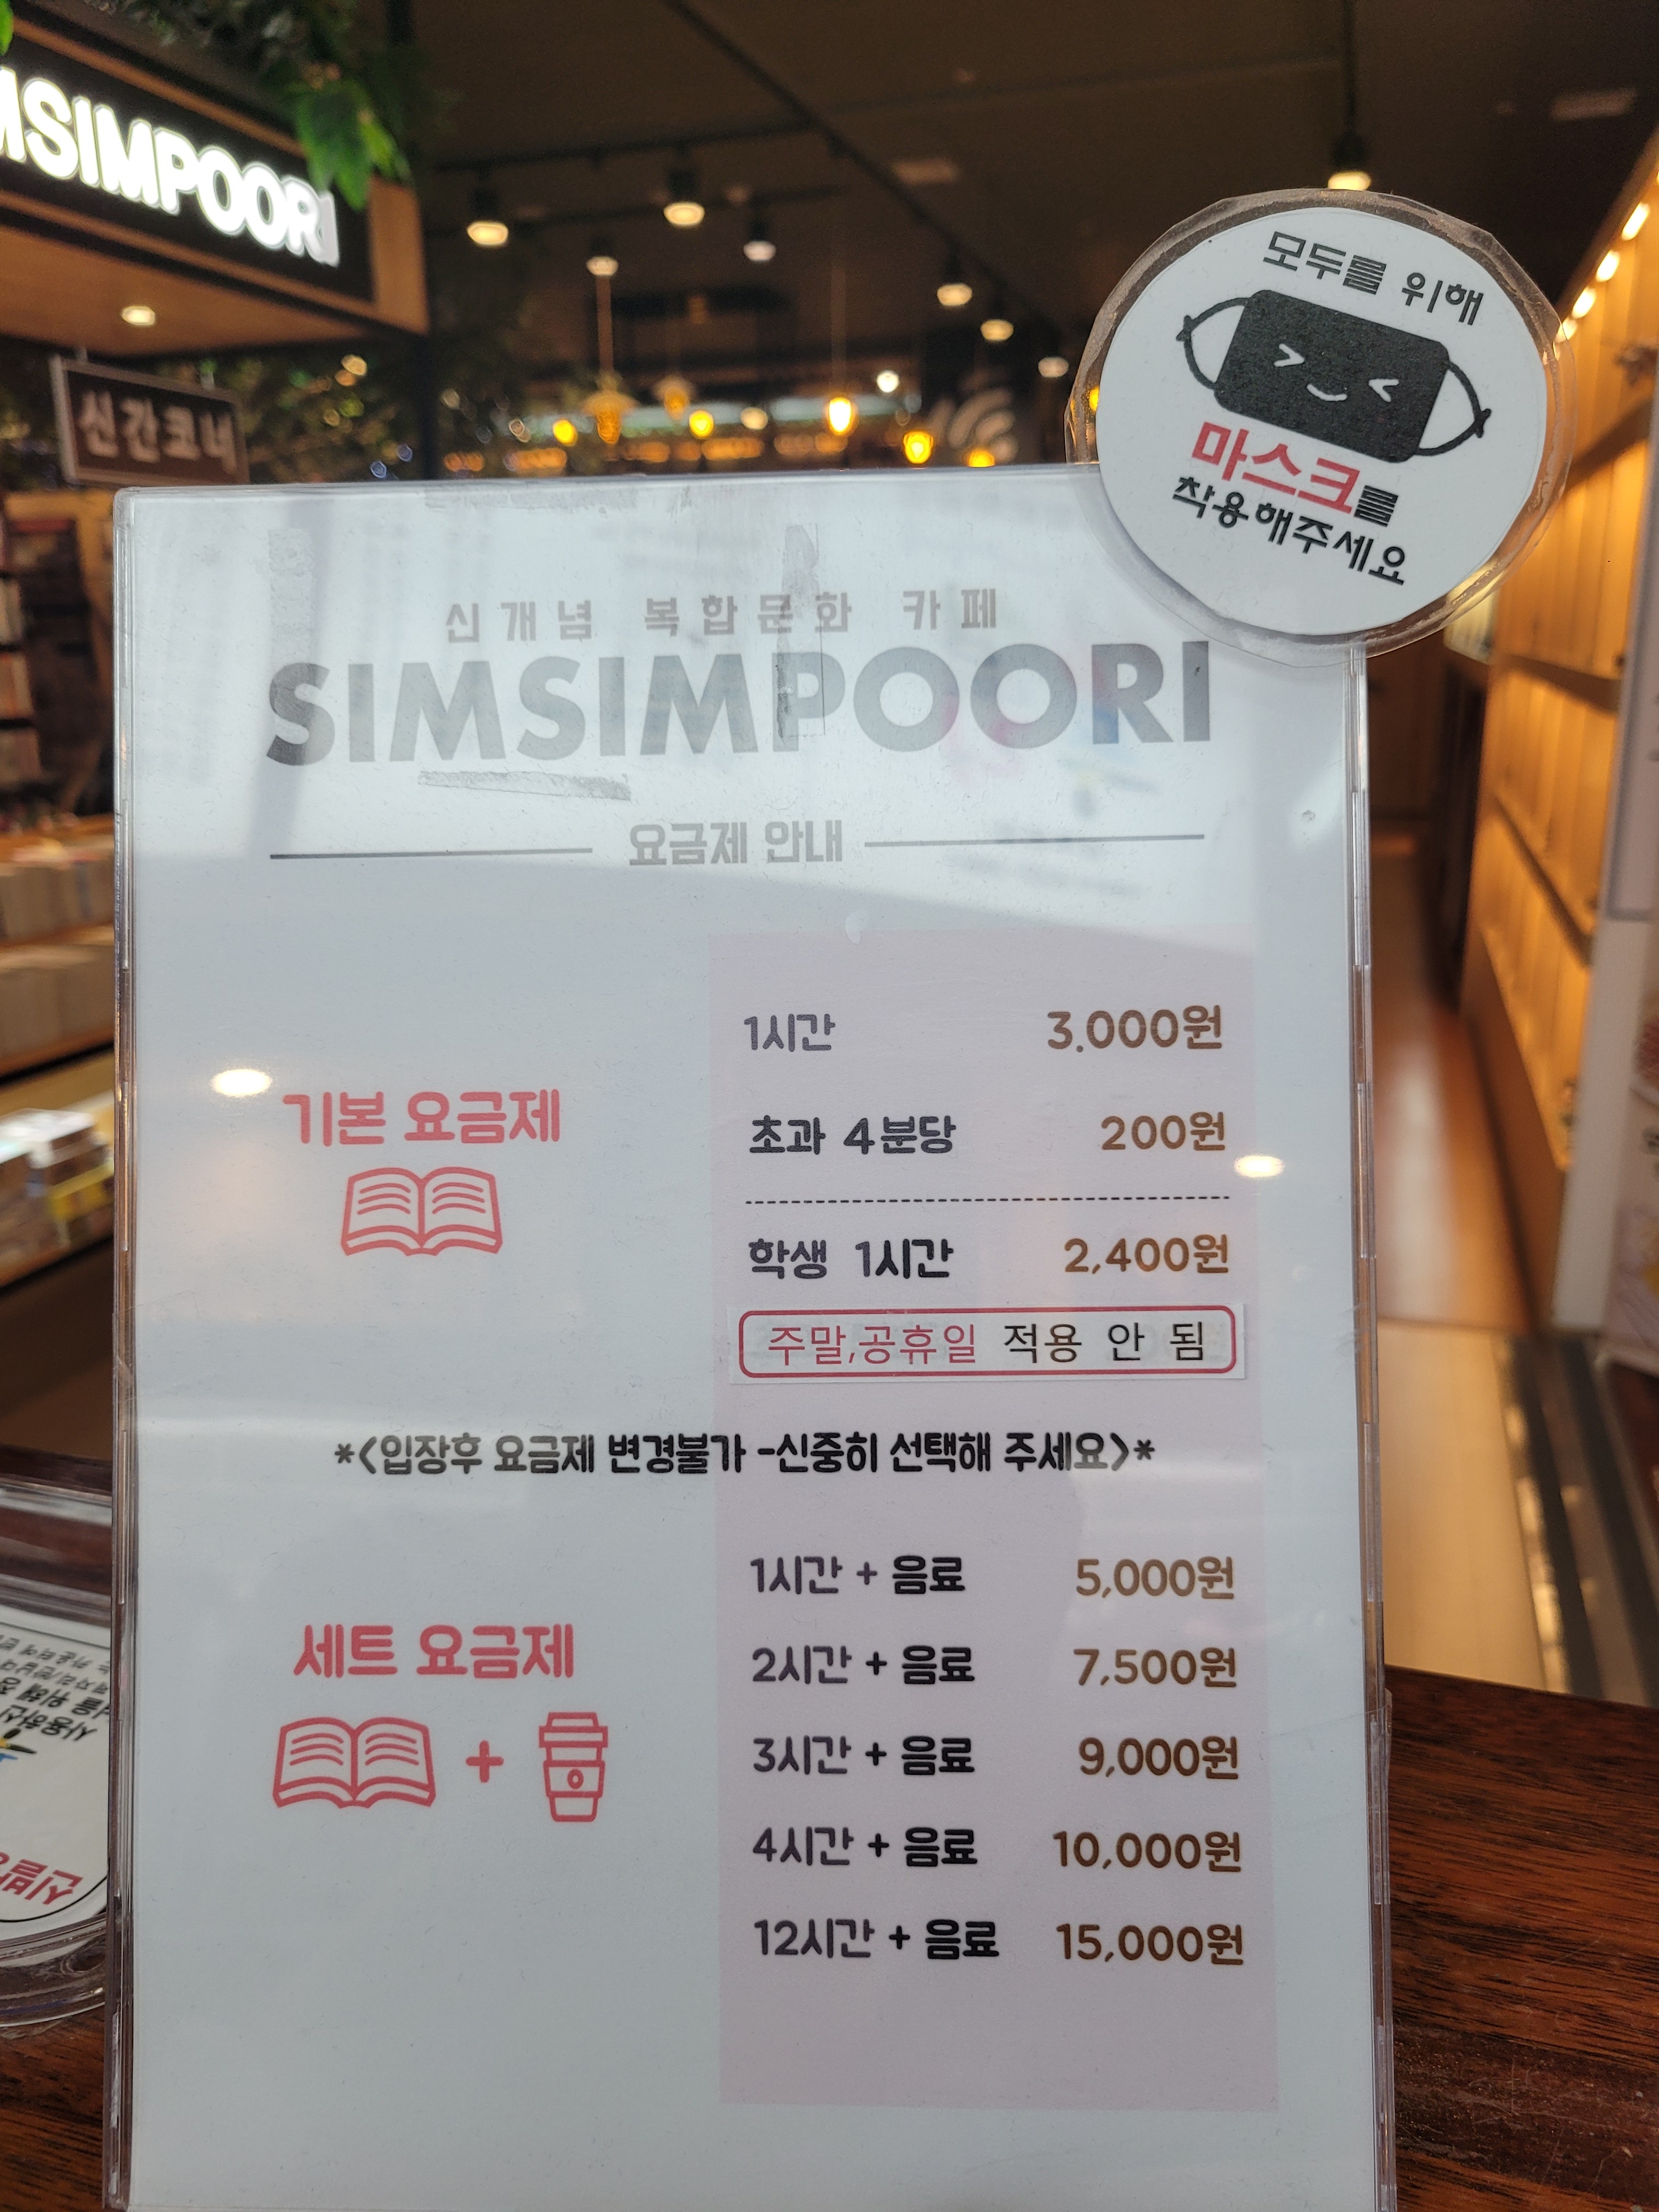 MSIMPOORI
신간코너
모두를 위해
마스크를
착용해주세요
신개념 복합문화 카페
SIMSIMPOORI
요금제 안내
기본 요금제
1시간 3,000원
초과 4분당 200원
학생 1시간 2,400원
주말,공휴일 적용 안 됨
*<입장후 요금제 변경불가 -신중히 선택해 주세요>*
세트 요금제
1시간 + 음료 5,000원
2시간 + 음료 7,500원
3시간 + 음료 9,000원
4시간 + 음료 10,000원
12시간 + 음료 15,000원